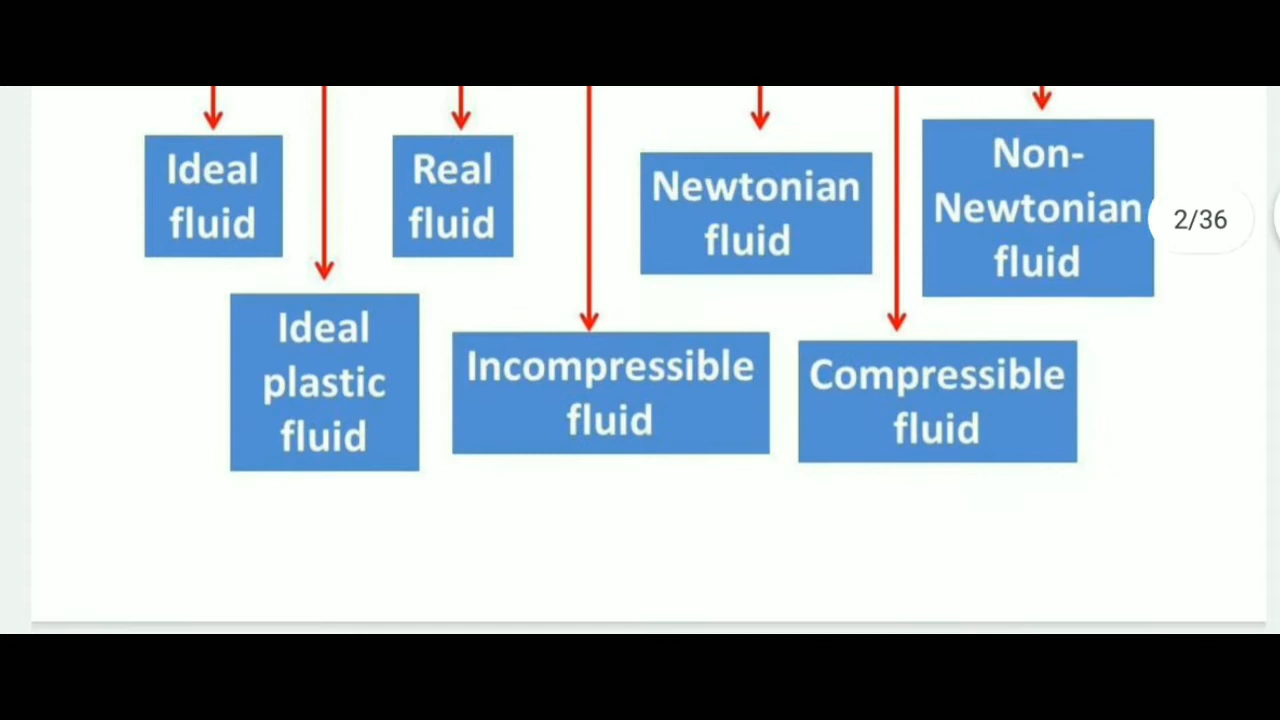 Ideal
fluid
Real
fluid
Newtonian
fluid
Non-
Newtonian
fluid
2/36
Ideal
plastic
fluid
Incompressible
fluid
Compressible
fluid